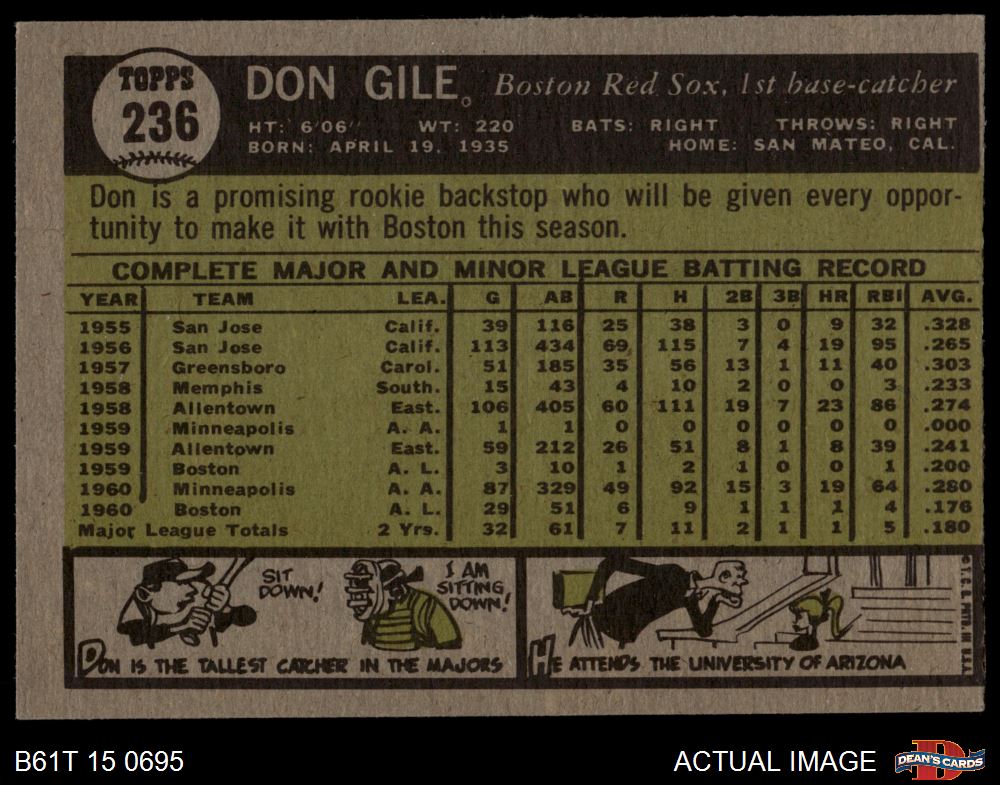 TOPPS
236
DON GILE. Boston Red Sox, 1st base-catcher
HT: 6'06" WT: 220 BATS: RIGHT THROWS: RIGHT
BORN: APRIL 19, 1935 HOME: SAN MATEO, CAL.
Don is a promising rookie backstop who will be given every oppor-
tunity to make it with Boston this season.
COMPLETE MAJOR AND MINOR LEAGUE BATTING RECORD
YEAR TEAM LEA. G AB R H 2B 3B HR RBI AVG.
1955 San Jose Calif. 39 116 25 38 3 0 9 32 .328
1956 San Jose Calif. 113 434 69 115 7 4 19 95 .265
1957 Greensboro Carol. 51 185 35 56 13 1 11 40 .303
1958 Memphis South. 15 43 4 10 2 0 0 3 .233
1958 Allentown East. 106 405 60 111 19 7 23 86 .274
1959 Minneapolis A. A. 1 1 0 0 0 0 0 0 .000
1959 Allentown East. 59 212 26 51 8 1 8 39 .241
1959 Boston A. L. 3 10 1 2 1 0 0 1 .200
1960 Minneapolis A. A. 87 329 49 92 15 3 19 64 .280
1960 Boston A. L. 29 51 6 9 1 1 1 4 .176
Major League Totals 2 Yrs. 32 61 7 11 2 1 1 5 .180
SIT
DOWN!
I AM
SITTING
DOWN!
DON IS THE TALLEST CATCHER IN THE MAJORS
HE ATTENDS THE UNIVERSITY OF ARIZONA
© T. C. G. PRTD. IN U.S.A.
B61T 15 0695
ACTUAL IMAGE
D
DEAN'S CARDS